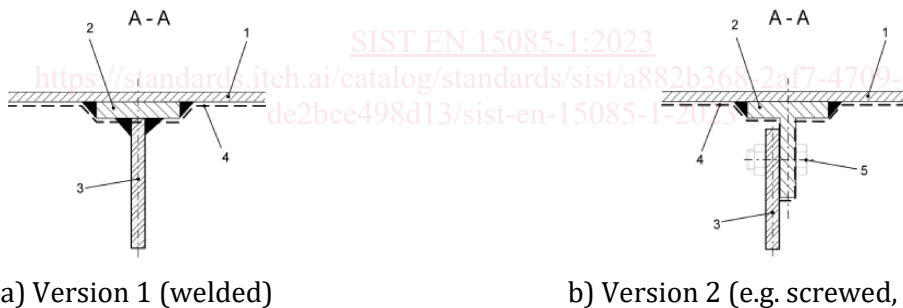 A - A
2
1
4
3
a) Version 1 (welded)
SIST EN 15085-1:2023
https://standards.iteh.ai/catalog/standards/sist/a882b368-2af7-4709-
de2bce498d13/sist-en-15085-1-2023
A - A
2
1
4
5
3
b) Version 2 (e.g. screwed,